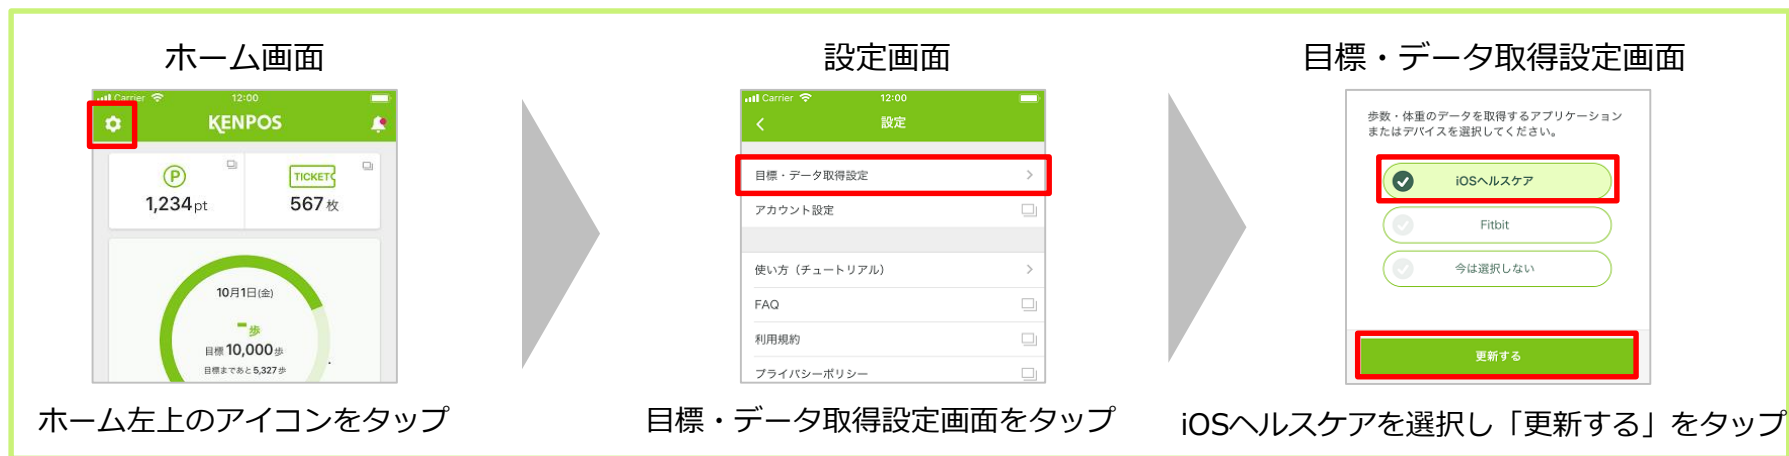 ホーム画面
Carrier 12:00
KENPOS
P
1,234pt
TICKET
567枚
10月1日(金)
-歩
目標 10,000歩
目標まであと5,327歩
ホーム左上のアイコンをタップ
設定画面
Carrier 12:00
設定
目標・データ取得設定
アカウント設定
使い方（チュートリアル）
FAQ
利用規約
プライバシーポリシー
目標・データ取得設定画面をタップ
目標・データ取得設定画面
歩数・体重のデータを取得するアプリケーション
またはデバイスを選択してください。
iOSヘルスケア
Fitbit
今は選択しない
更新する
iOSヘルスケアを選択し「更新する」をタップ